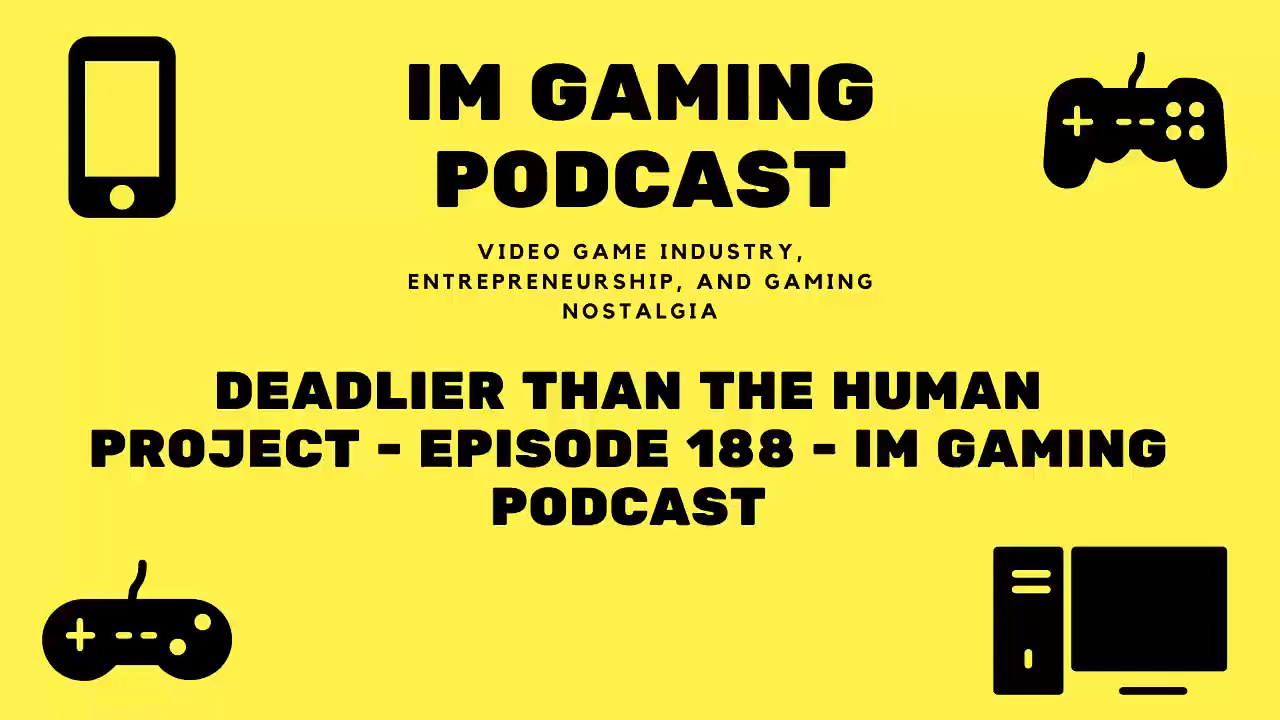 IM GAMING
PODCAST
VIDEO GAME INDUSTRY,
ENTREPRENEURSHIP, AND GAMING
NOSTALGIA
DEADLIER THAN THE HUMAN
PROJECT - EPISODE 188 - IM GAMING
PODCAST